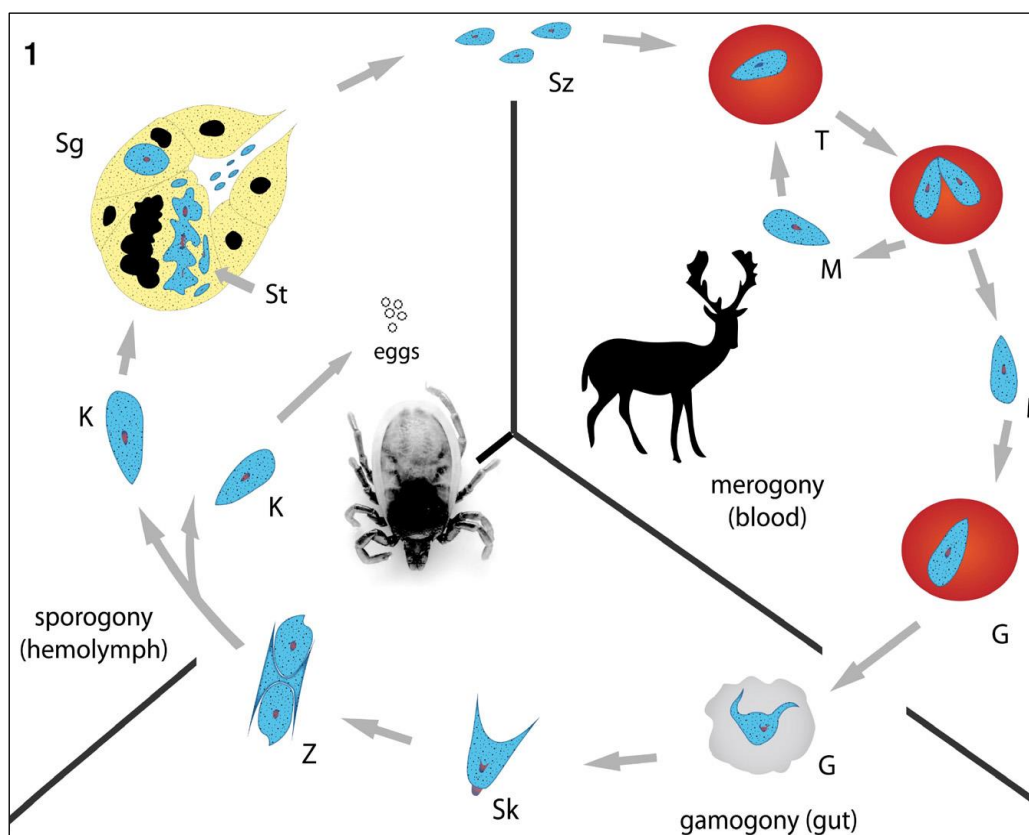 1
Sz
Sg
T
M
St
eggs
K
K
merogony
(blood)
G
sporogony
(hemolymph)
Z
Sk
G
gamogony (gut)